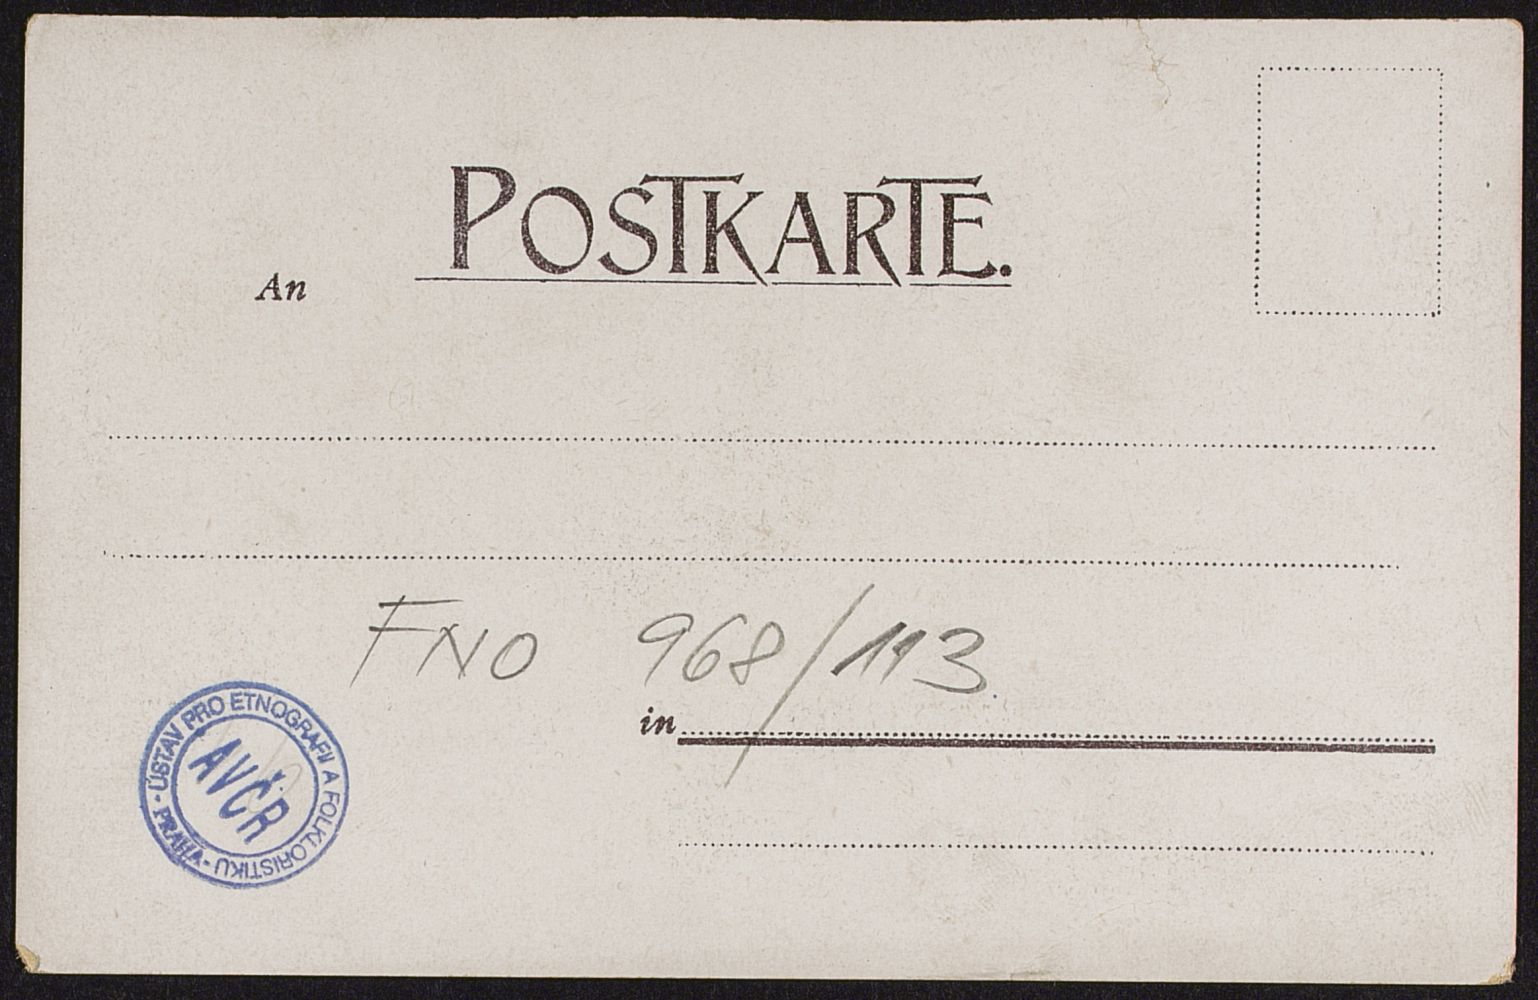 POSTKARTE.
An
FNO 968/113
in
ÚSTAV PRO ETNOGRAFII A FOLKLORISTIKU - PRAHA -
AVČR